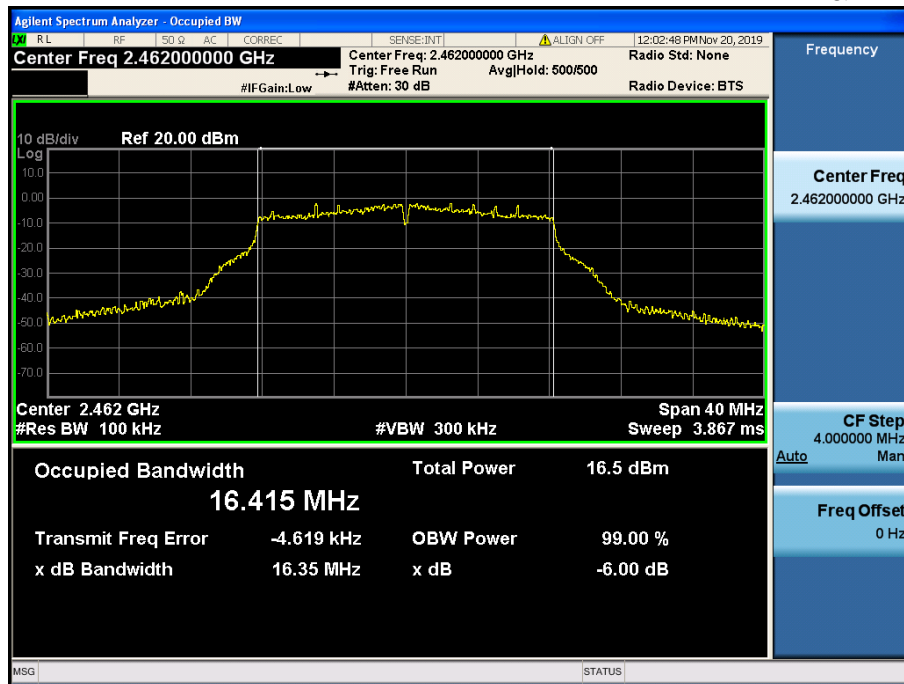 Agilent Spectrum Analyzer - Occupied BW
LXI RL RF 50 Ω AC CORREC SENSE:INT ALIGN OFF 12:02:48 PM Nov 20, 2019
Center Freq 2.462000000 GHz
Center Freq: 2.462000000 GHz
Radio Std: None
Trig: Free Run Avg|Hold: 500/500
#IFGain:Low
#Atten: 30 dB
Radio Device: BTS
10 dB/div Ref 20.00 dBm
Log
10.0
0.00
-10.0
-20.0
-30.0
-40.0
-50.0
-60.0
-70.0
Center 2.462 GHz Span 40 MHz
#Res BW 100 kHz #VBW 300 kHz Sweep 3.867 ms
Occupied Bandwidth Total Power 16.5 dBm
16.415 MHz
Transmit Freq Error -4.619 kHz OBW Power 99.00 %
x dB Bandwidth 16.35 MHz x dB -6.00 dB
MSG STATUS
Frequency
Center Freq
2.462000000 GHz
CF Step
4.000000 MHz
Auto Man
Freq Offset
0 Hz